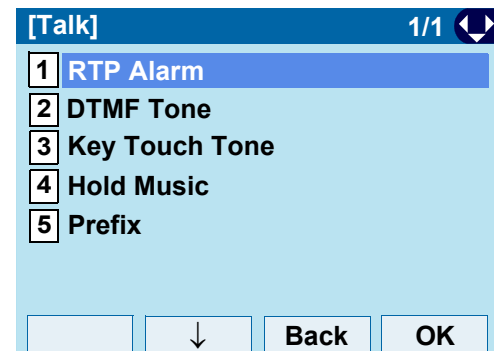 [Talk] 1/1
1 RTP Alarm
2 DTMF Tone
3 Key Touch Tone
4 Hold Music
5 Prefix
↓ Back OK